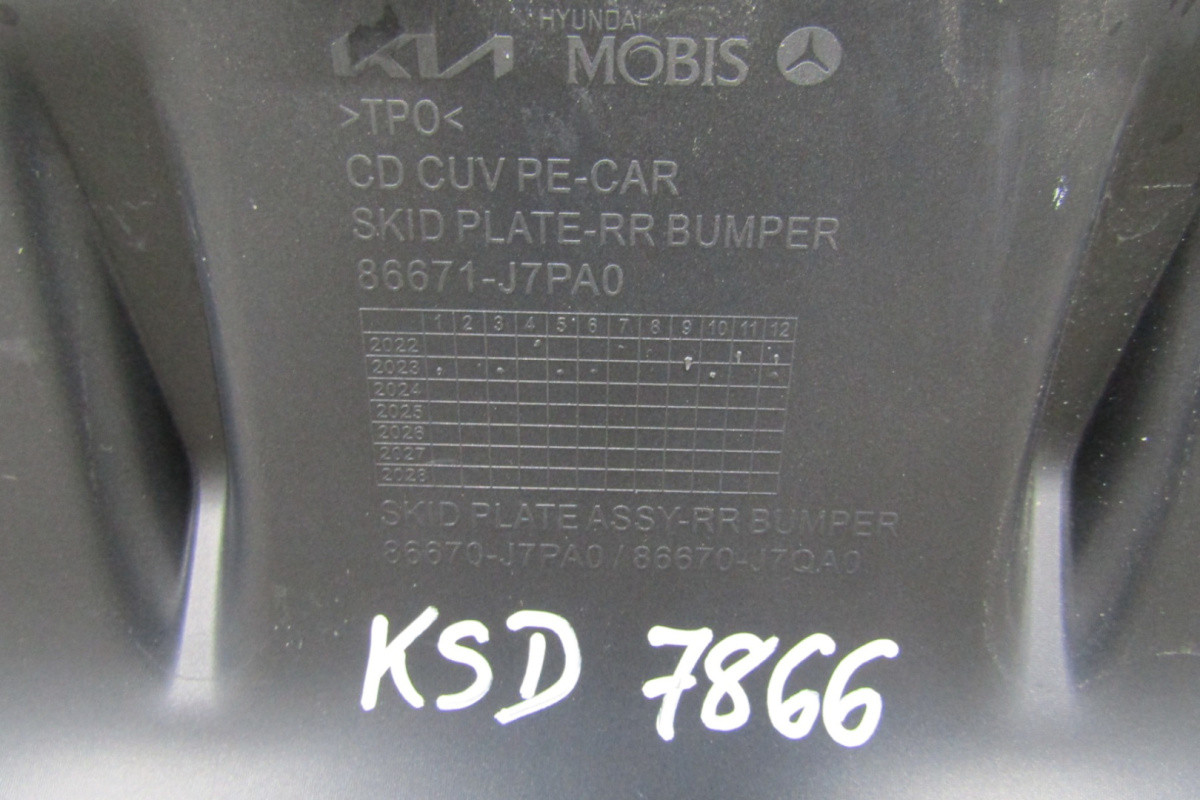 HYUNDAI
KIA MOBIS
>TPO<
CD CUV PE-CAR
SKID PLATE-RR BUMPER
86671-J7PA0
1 2 3 4 5 6 7 8 9 10 11 12
2022
2023
2024
2025
2026
2027
2028
SKID PLATE ASSY-RR BUMPER
86670-J7PA0 / 86670-J7QA0
KSD 7866